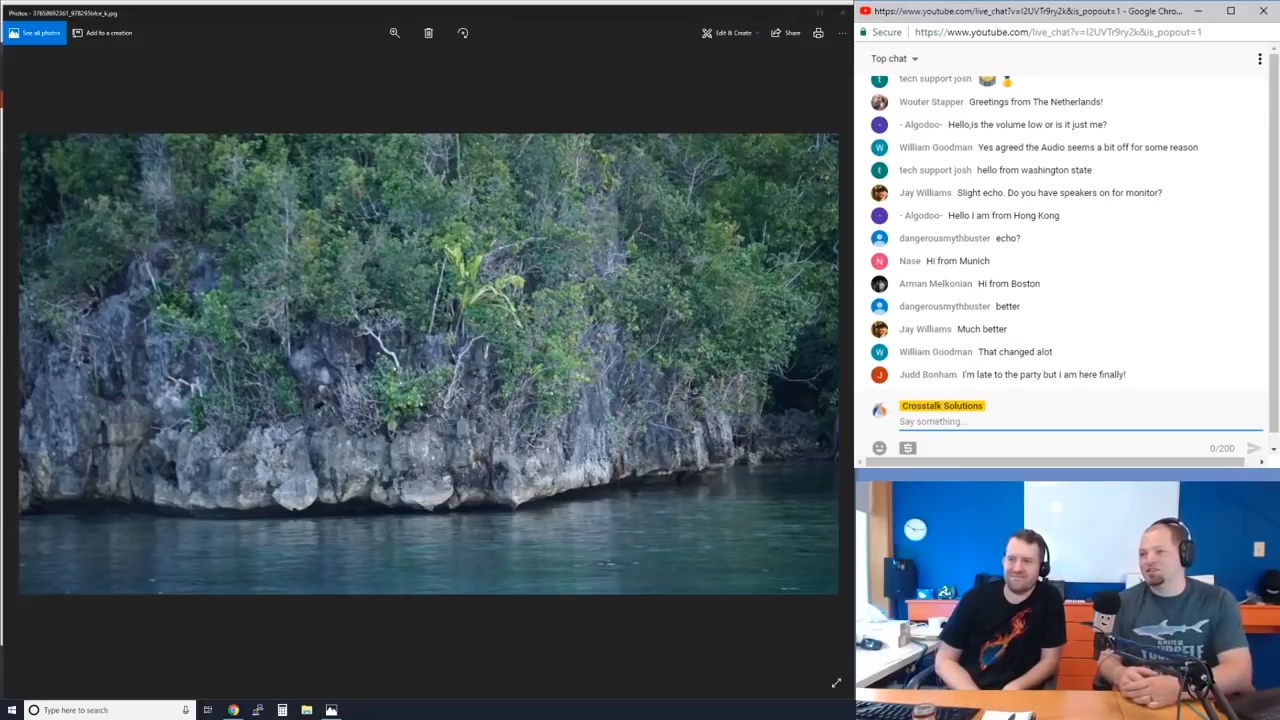 Photos - 37658692361_978295bfce_k.jpg
See all photos
Add to a creation
Edit & Create
Share
https://www.youtube.com/live_chat?v=I2UVTr9ry2k&is_popout=1 - Google Chro...
Secure
https://www.youtube.com/live_chat?v=I2UVTr9ry2k&is_popout=1
Top chat
t tech support josh
Wouter Stapper Greetings from The Netherlands!
- - Algodoo- Hello,is the volume low or is it just me?
W William Goodman Yes agreed the Audio seems a bit off for some reason
t tech support josh hello from washington state
Jay Williams Slight echo. Do you have speakers on for monitor?
- - Algodoo- Hello I am from Hong Kong
dangerousmythbuster echo?
N Nase Hi from Munich
Arman Melkonian Hi from Boston
dangerousmythbuster better
Jay Williams Much better
W William Goodman That changed alot
J Judd Bonham I'm late to the party but I am here finally!
Crosstalk Solutions
Say something...
0/200
ALWAYS BE
YOURSELF
Type here to search